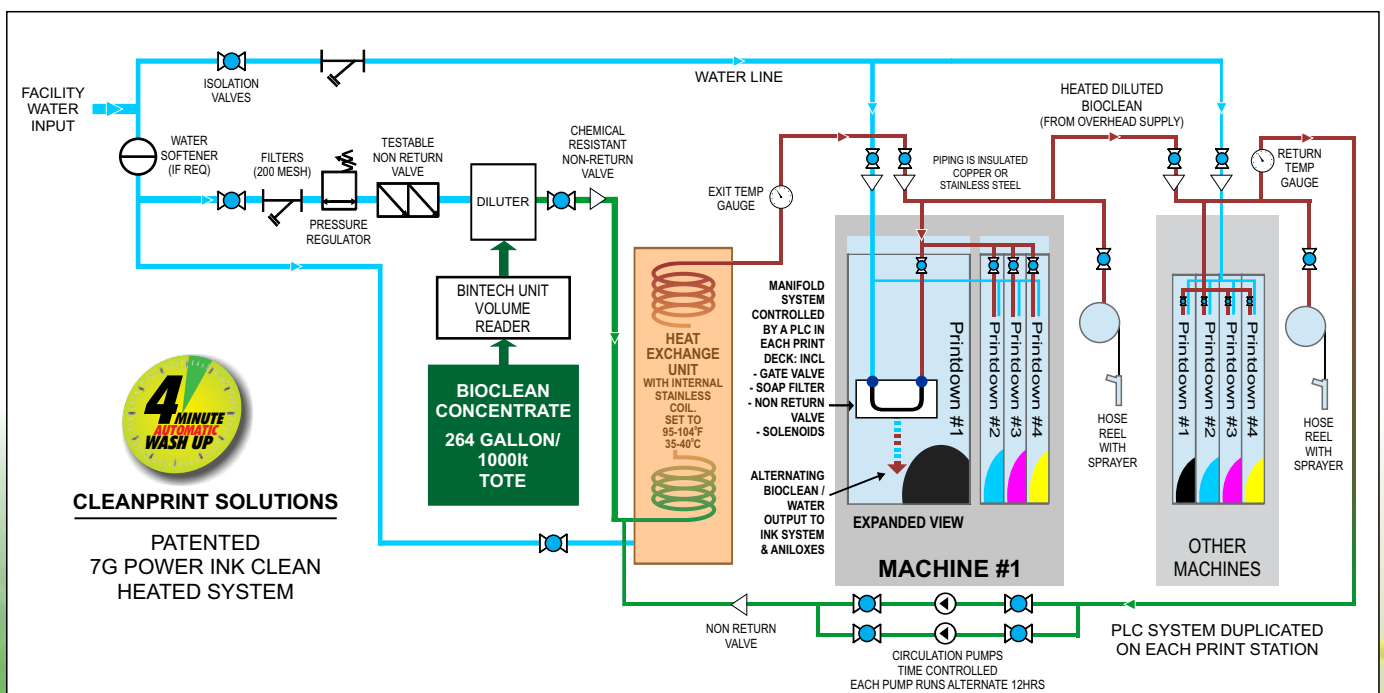 FACILITY
WATER
INPUT
ISOLATION
VALVES
WATER LINE
HEATED DILUTED
BIOCLEAN
(FROM OVERHEAD SUPPLY)
WATER
SOFTENER
(IF REQ)
FILTERS
(200 MESH)
PRESSURE
REGULATOR
TESTABLE
NON RETURN
VALVE
DILUTER
CHEMICAL
RESISTANT
NON-RETURN
VALVE
EXIT TEMP
GAUGE
PIPING IS INSULATED
COPPER OR
STAINLESS STEEL
RETURN
TEMP
GAUGE
BINTECH UNIT
VOLUME
READER
BIOCLEAN
CONCENTRATE
264 GALLON/
1000lt
TOTE
HEAT
EXCHANGE
UNIT
WITH INTERNAL
STAINLESS
COIL.
SET TO
95-104°F
35-40°C
MANIFOLD
SYSTEM
CONTROLLED
BY A PLC IN
EACH PRINT
DECK: INCL
- GATE VALVE
- SOAP FILTER
- NON RETURN
VALVE
- SOLENOIDS
ALTERNATING
BIOCLEAN /
WATER
OUTPUT TO
INK SYSTEM
& ANILOXES
Printdown #1
Printdown #2
Printdown #3
Printdown #4
EXPANDED VIEW
MACHINE #1
HOSE
REEL
WITH
SPRAYER
Printdown #1
Printdown #2
Printdown #3
Printdown #4
OTHER
MACHINES
HOSE
REEL
WITH
SPRAYER
4
MINUTE
AUTOMATIC
WASH UP
CLEANPRINT SOLUTIONS
PATENTED
7G POWER INK CLEAN
HEATED SYSTEM
NON RETURN
VALVE
CIRCULATION PUMPS
TIME CONTROLLED
EACH PUMP RUNS ALTERNATE 12HRS
PLC SYSTEM DUPLICATED
ON EACH PRINT STATION